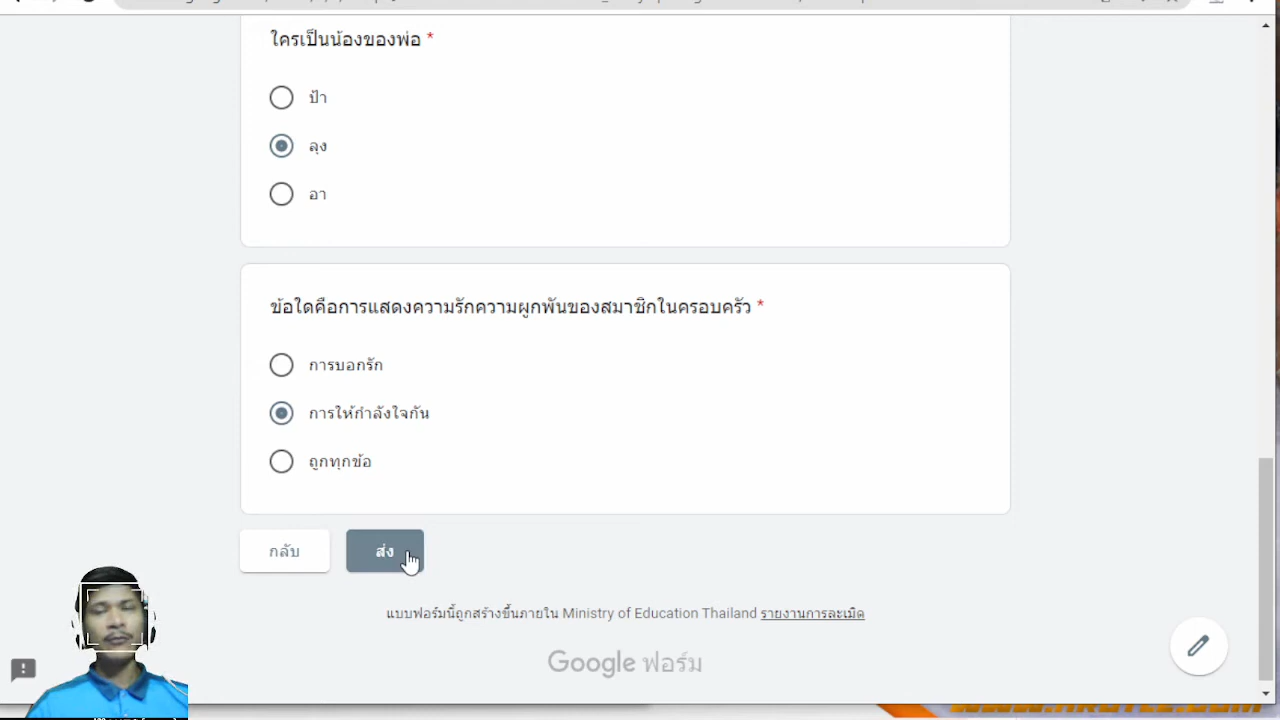 ใครเป็นน้องของพ่อ *
ป้า
ลุง
อา
ข้อใดคือการแสดงความรักความผูกพันของสมาชิกในครอบครัว *
การบอกรัก
การให้กำลังใจกัน
ถูกทุกข้อ
กลับ
ส่ง
แบบฟอร์มนี้ถูกสร้างขึ้นภายใน Ministry of Education Thailand รายงานการละเมิด
Google ฟอร์ม